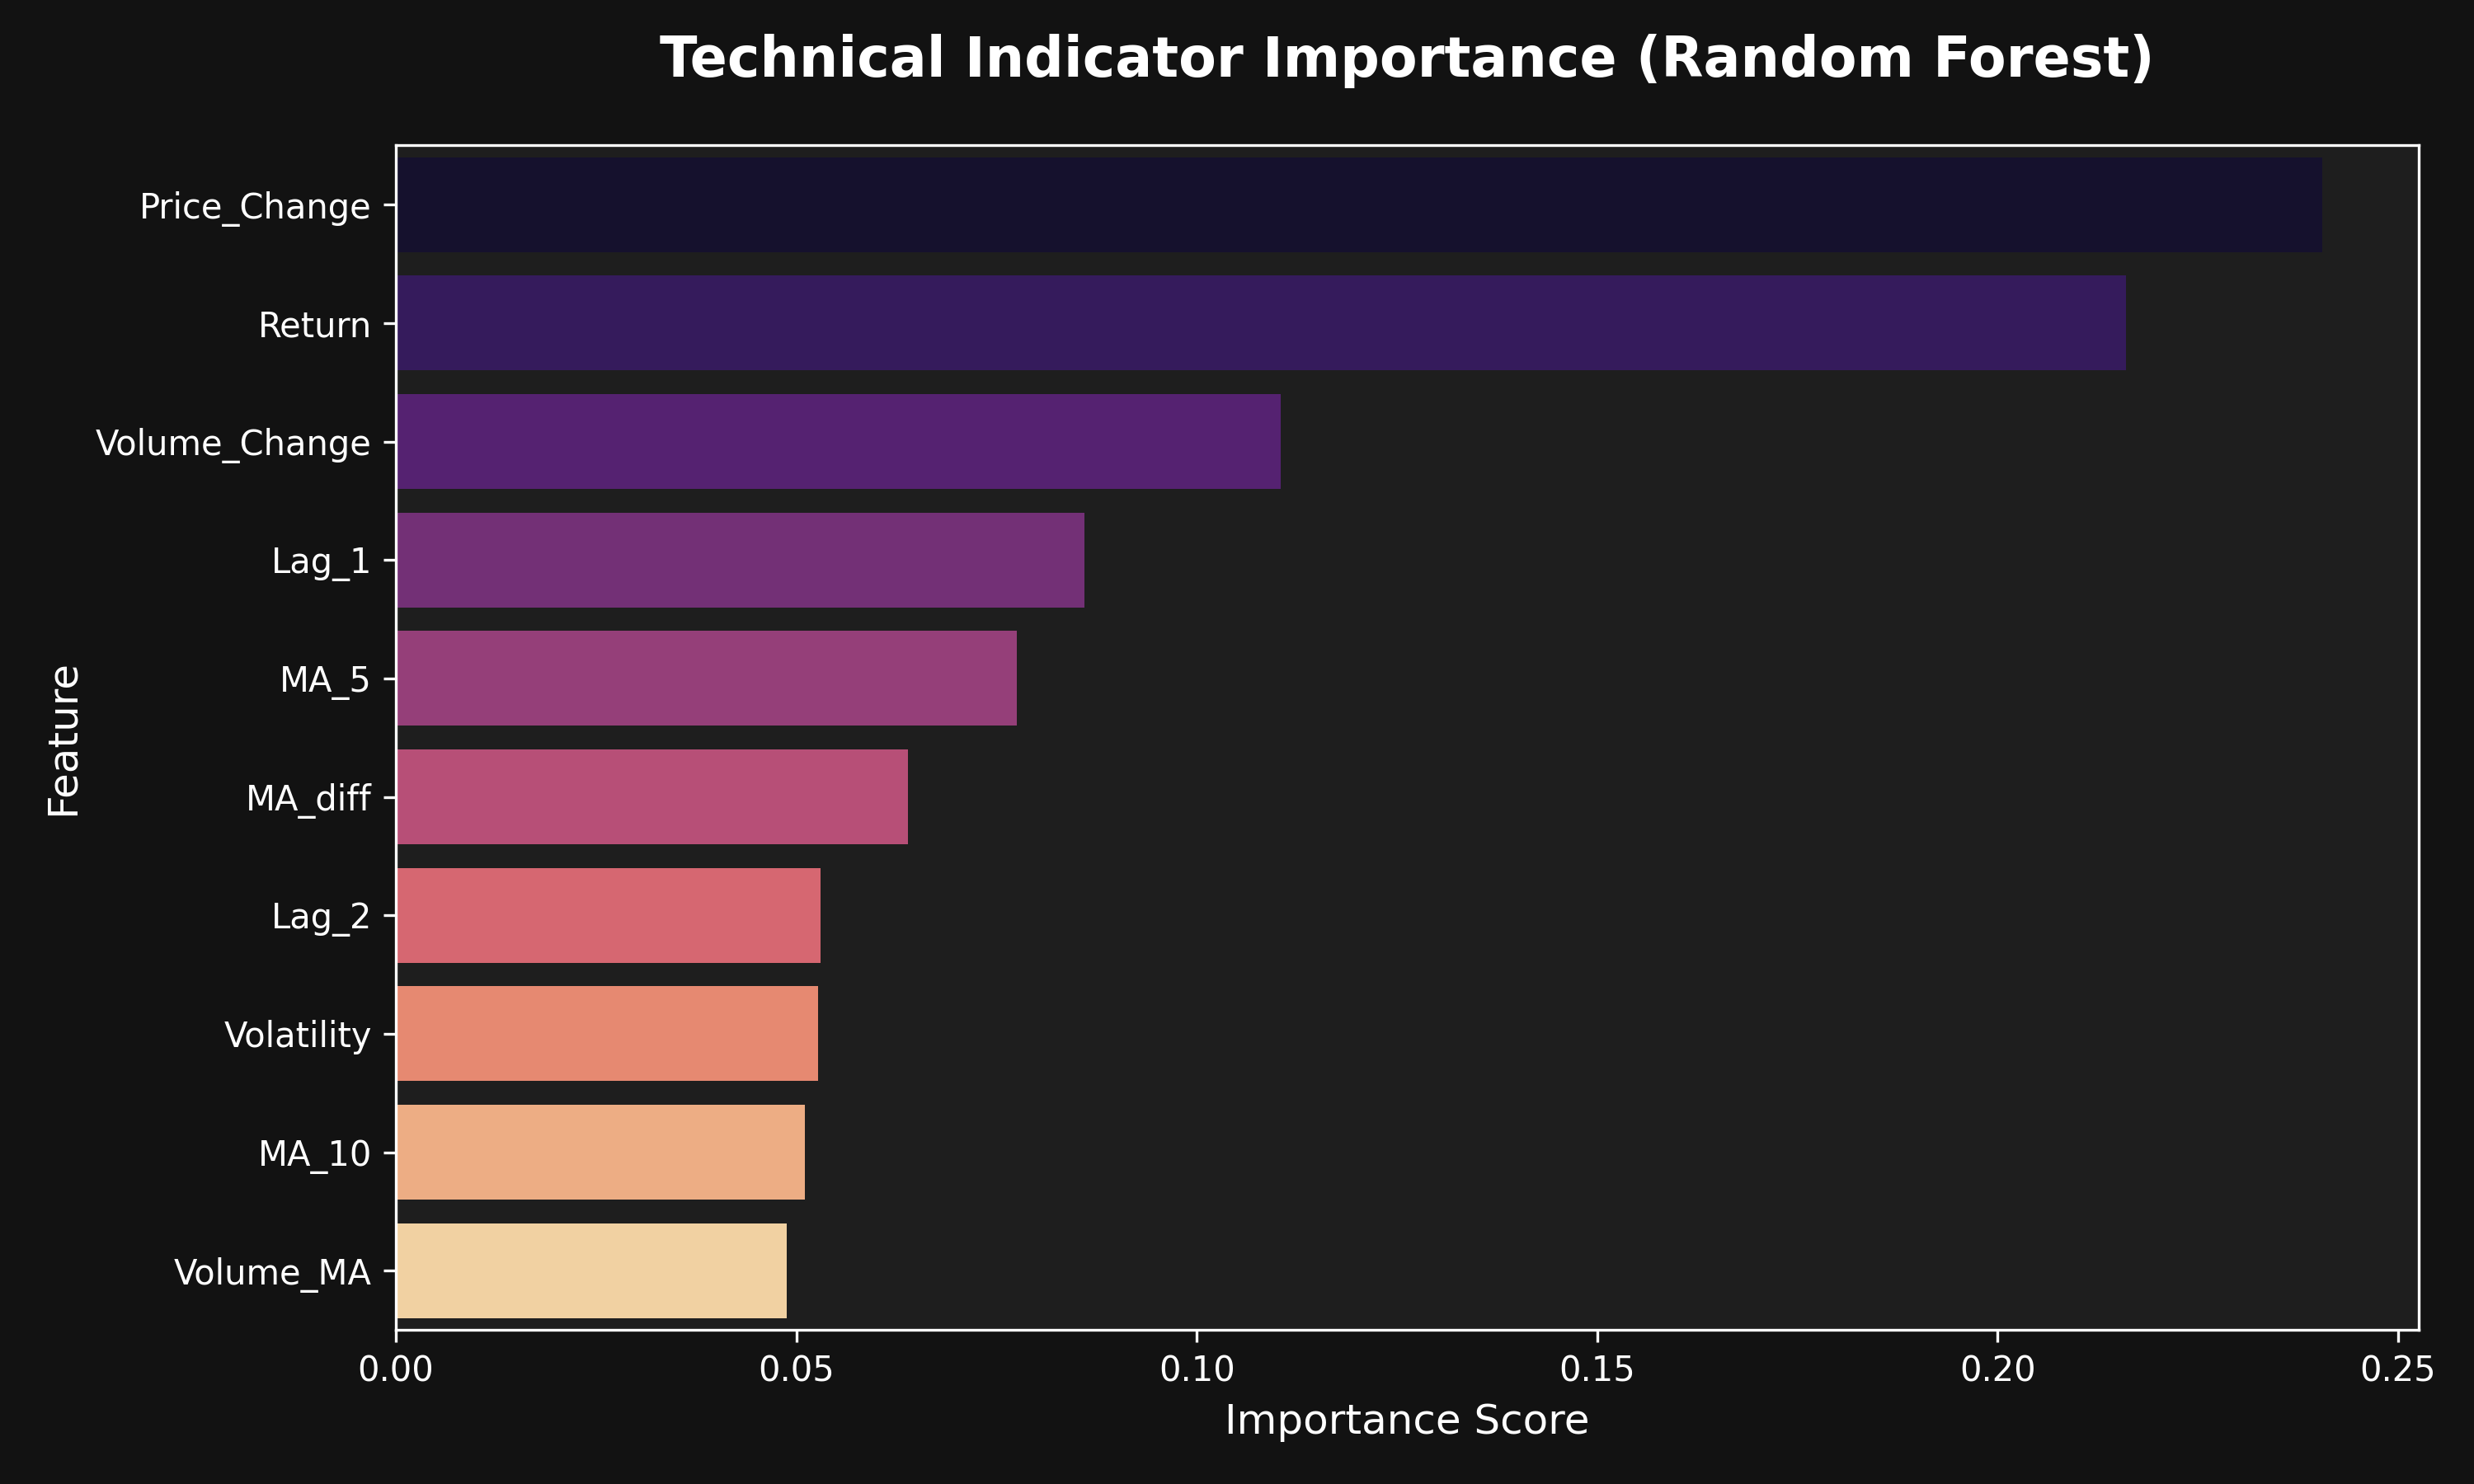 Technical Indicator Importance (Random Forest)
Price_Change
Return
Volume_Change
Lag_1
MA_5
MA_diff
Lag_2
Volatility
MA_10
Volume_MA
Feature
0.00 0.05 0.10 0.15 0.20 0.25
Importance Score